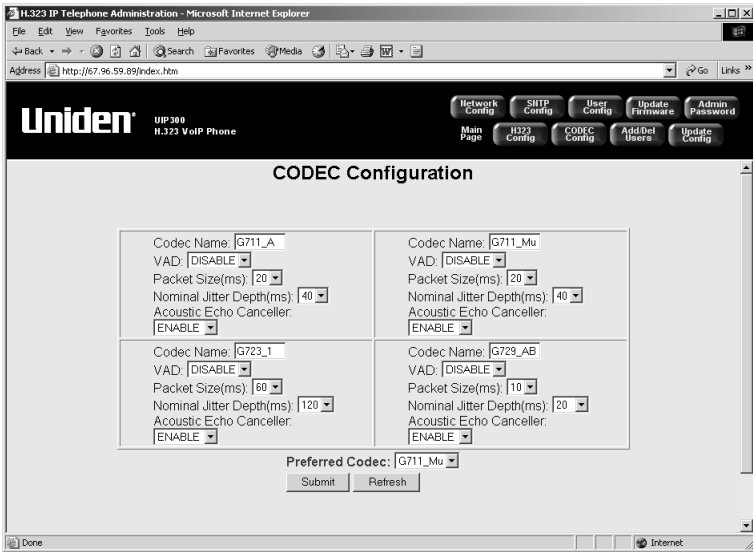 H.323 IP Telephone Administration - Microsoft Internet Explorer
File Edit View Favorites Tools Help
Back Search Favorites Media
Address http://67.96.59.89/index.htm Go Links »
Uniden®
UIP300
H.323 VoIP Phone
Network Config
SNTP Config
User Config
Update Firmware
Admin Password
Main Page
H323 Config
CODEC Config
Add/Del Users
Update Config
CODEC Configuration
Codec Name: G711_A
VAD: DISABLE
Packet Size(ms): 20
Nominal Jitter Depth(ms): 40
Acoustic Echo Canceller:
ENABLE
Codec Name: G711_Mu
VAD: DISABLE
Packet Size(ms): 20
Nominal Jitter Depth(ms): 40
Acoustic Echo Canceller:
ENABLE
Codec Name: G723_1
VAD: DISABLE
Packet Size(ms): 60
Nominal Jitter Depth(ms): 120
Acoustic Echo Canceller:
ENABLE
Codec Name: G729_AB
VAD: DISABLE
Packet Size(ms): 10
Nominal Jitter Depth(ms): 20
Acoustic Echo Canceller:
ENABLE
Preferred Codec: G711_Mu
Submit Refresh
Done Internet